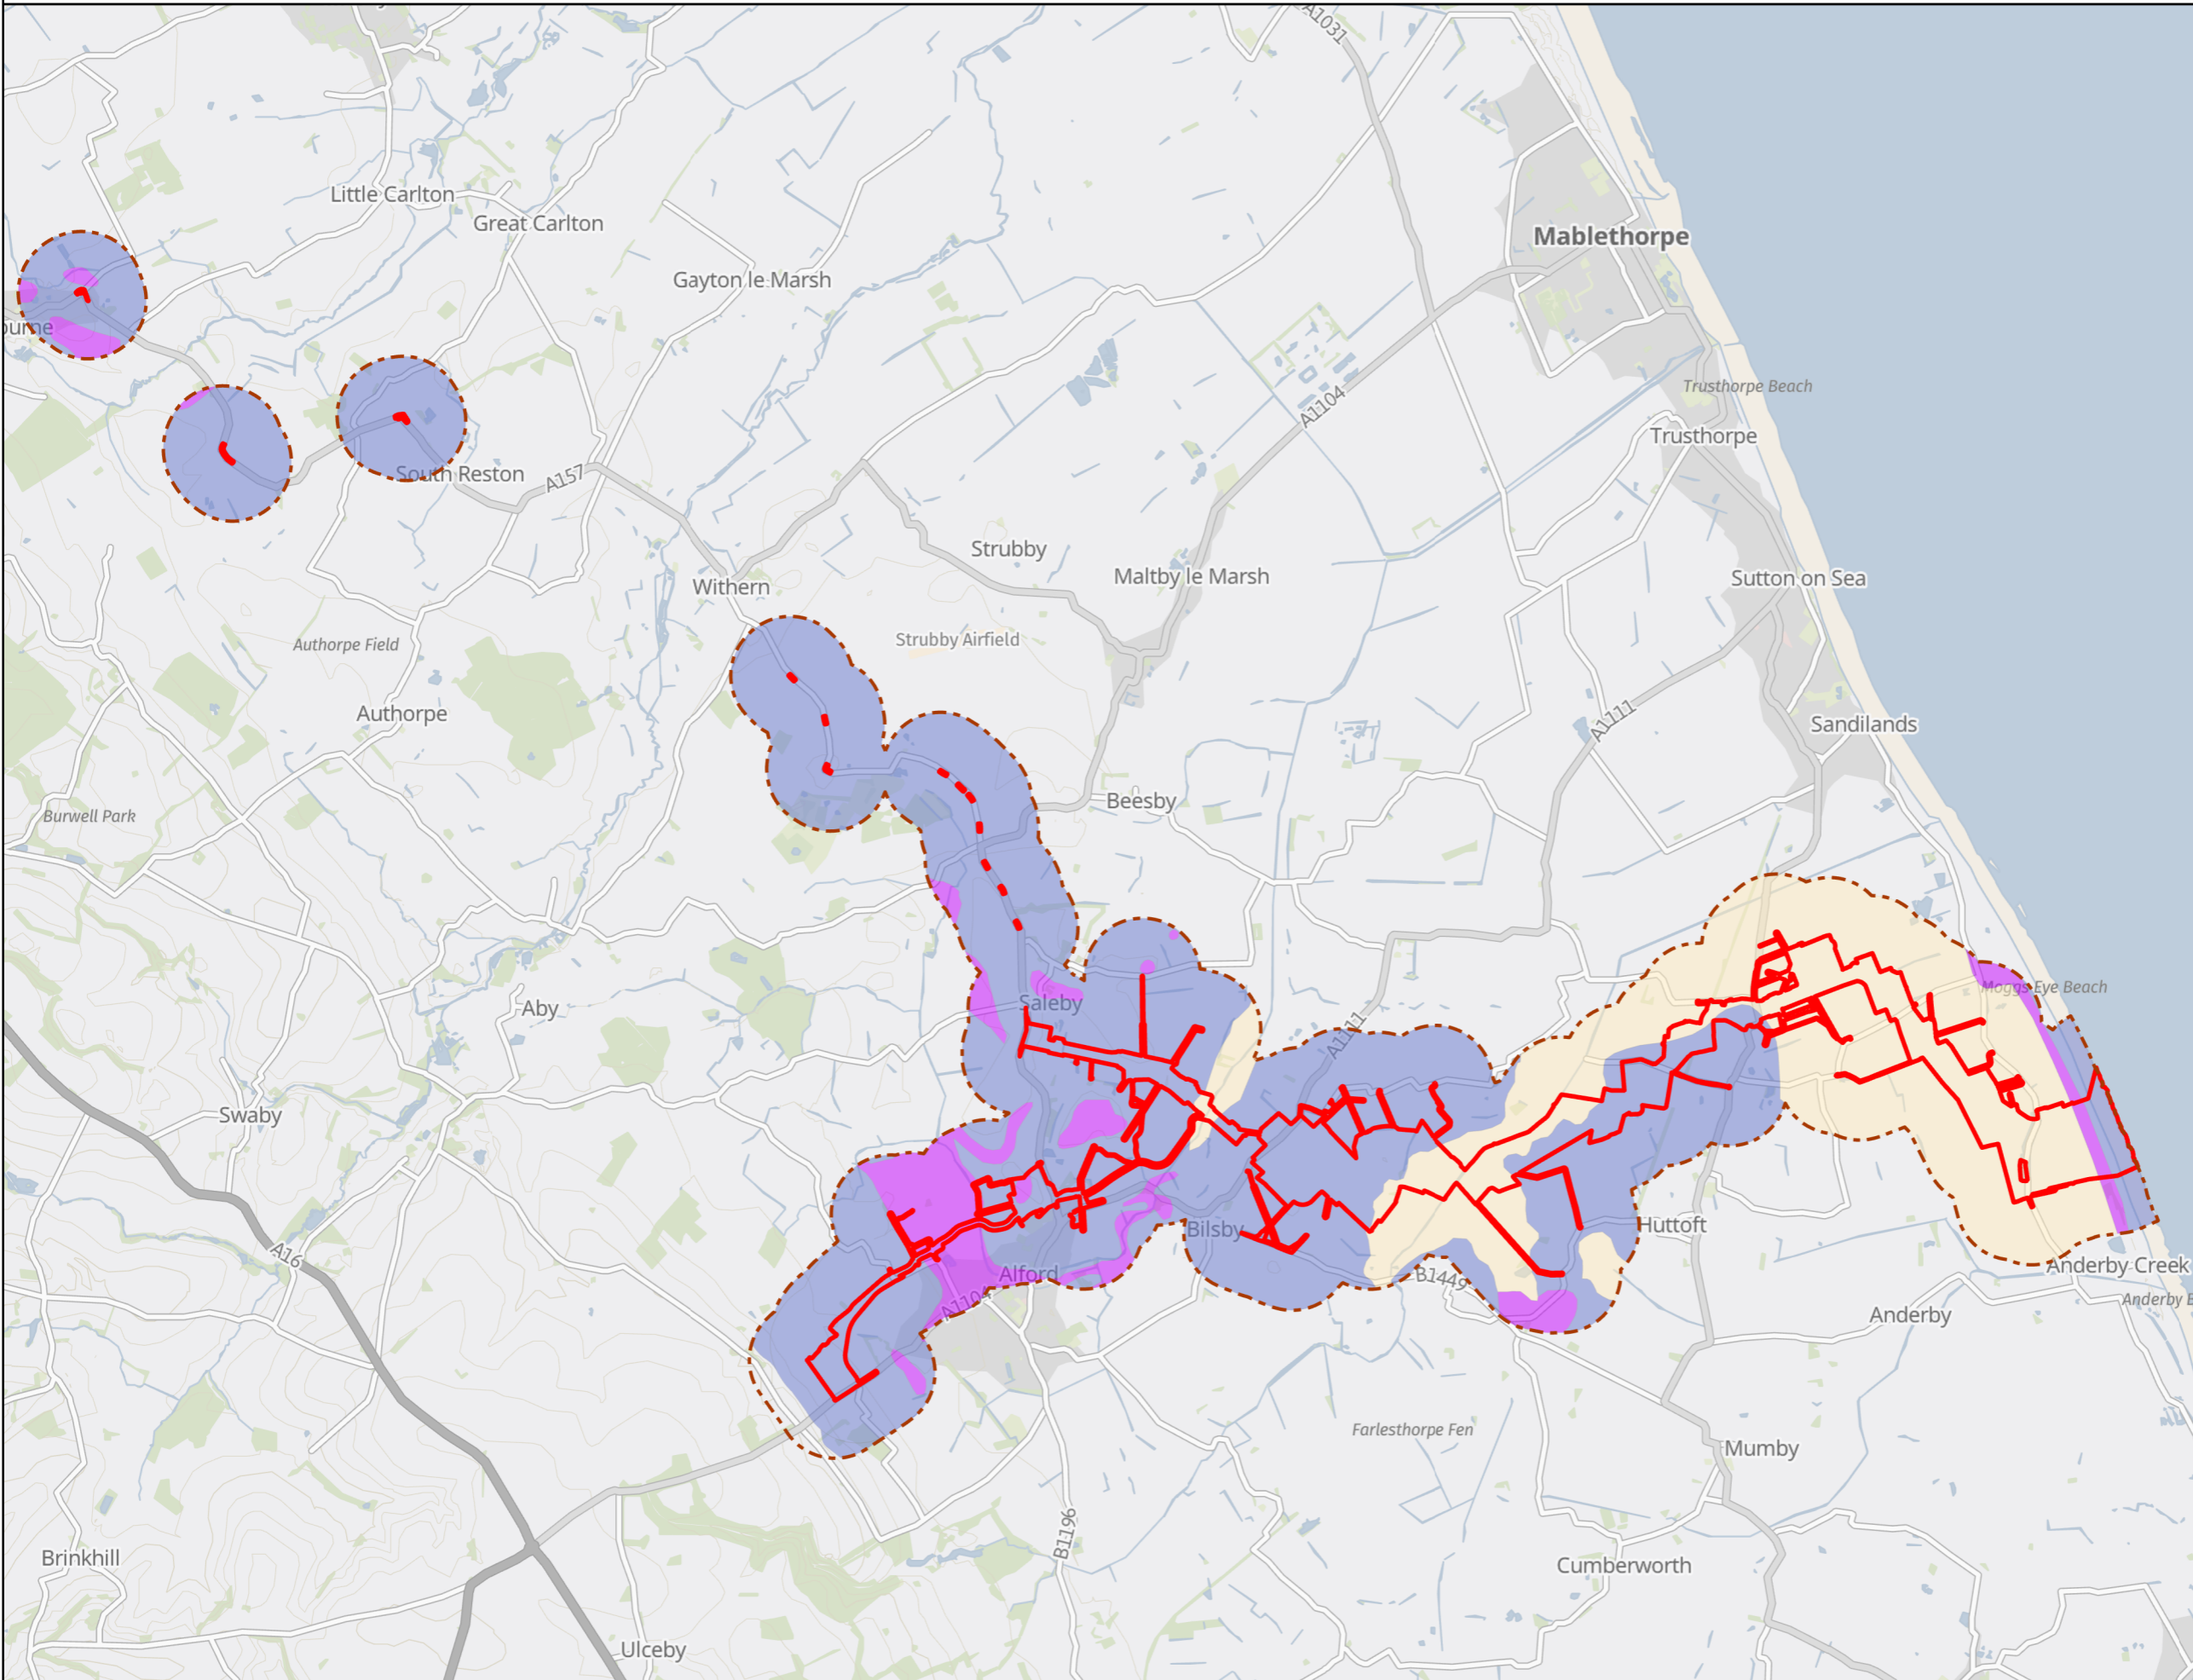 A1031
Little Carlton
Great Carlton
Mablethorpe
Gayton le Marsh
ourne
Trusthorpe Beach
A1104
Trusthorpe
South Reston
A157
Strubby
Maltby le Marsh
Sutton on Sea
Withern
Strubby Airfield
Authorpe Field
Authorpe
A1111
Sandilands
Beesby
Burwell Park
Moggs Eye Beach
Saleby
Aby
A1111
Swaby
Huttoft
Bilsby
A16
Alford
B1449
Anderby Creek
A1104
Anderby B
Anderby
Farlesthorpe Fen
Mumby
B1196
Brinkhill
Cumberworth
Ulceby